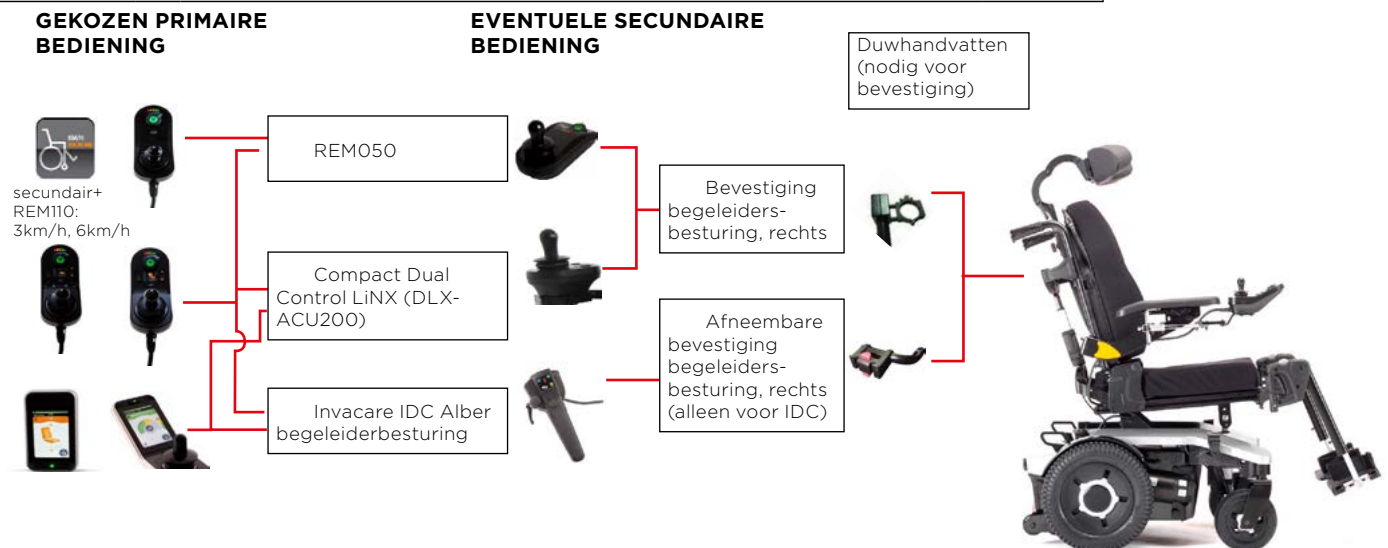 GEKOZEN PRIMAIRE
BEDIENING
EVENTUELE SECUNDAIRE
BEDIENING
Duwhandvatten
(nodig voor
bevestiging)
secundair+
REM110:
3km/h, 6km/h
REM050
Compact Dual
Control LiNX (DLX-
ACU200)
Invacare IDC Alber
begeleiderbesturing
Bevestiging
begeleiders-
besturing, rechts
Afneembare
bevestiging
begeleiders-
besturing, rechts
(alleen voor IDC)